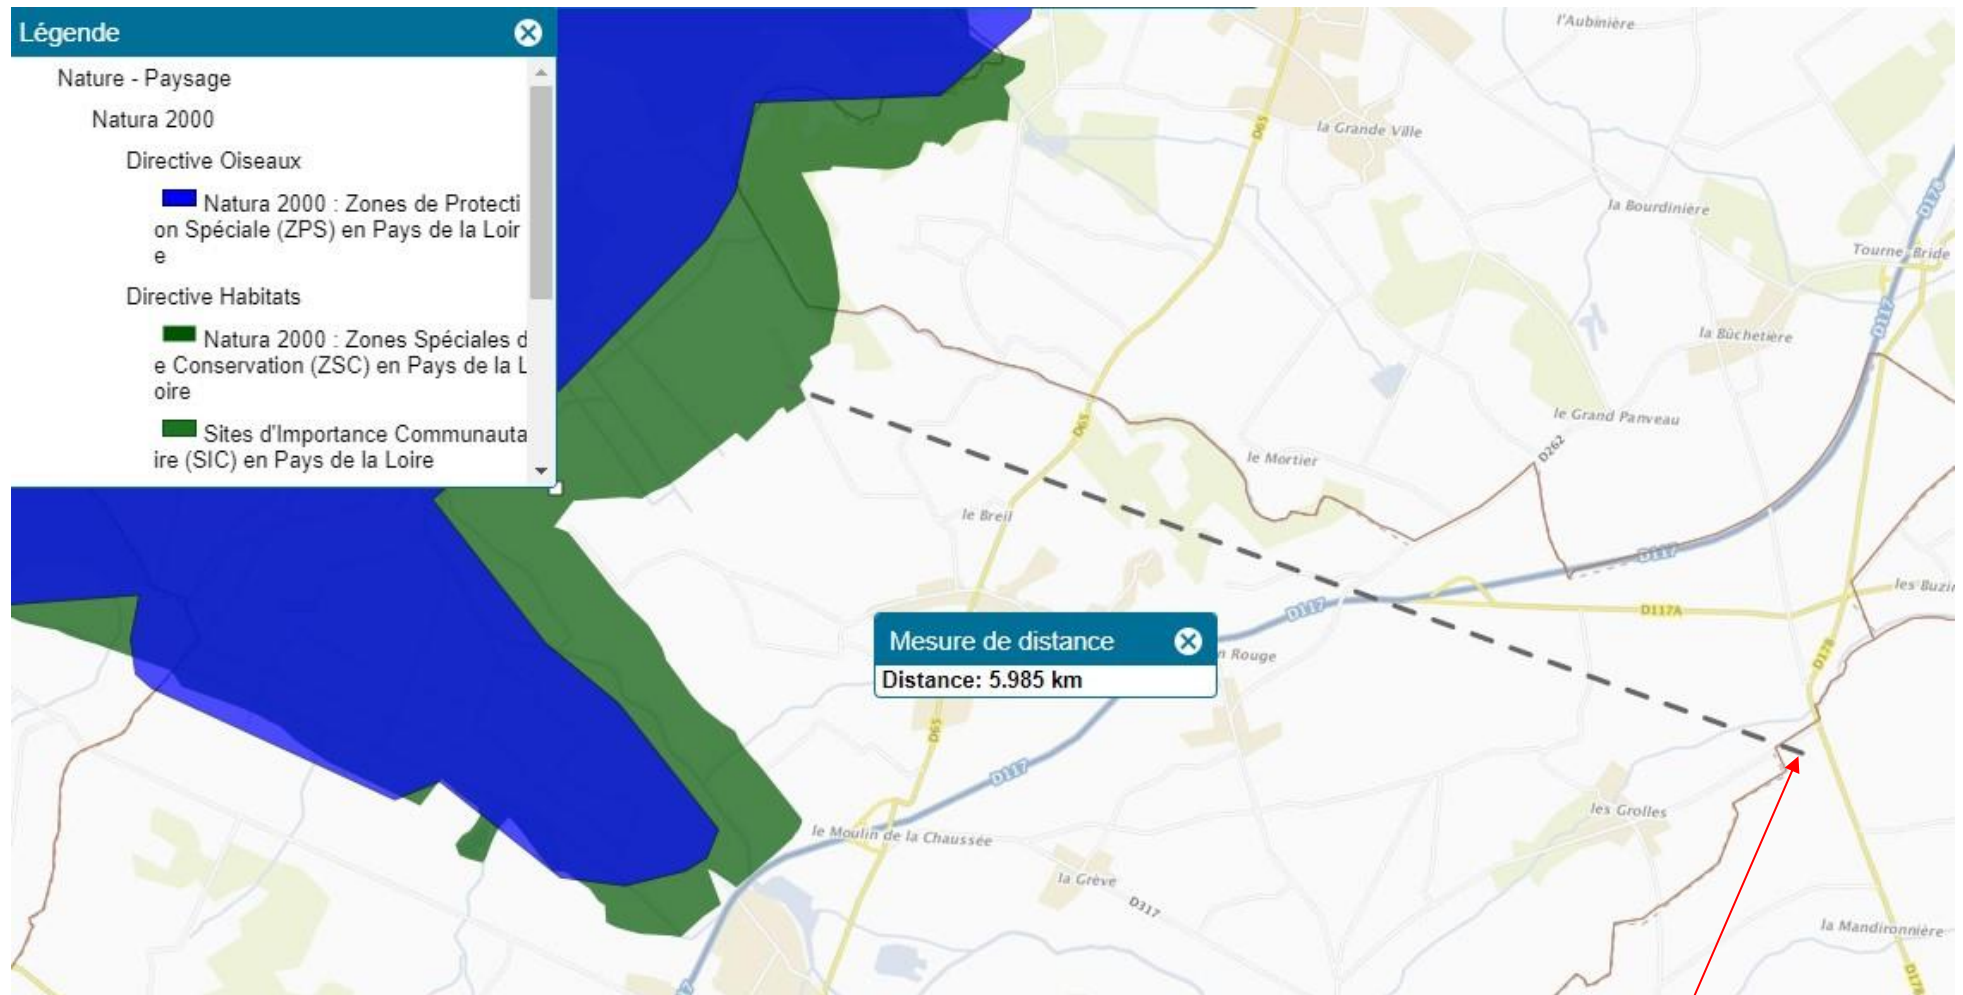 Légende
Nature - Paysage
Natura 2000
Directive Oiseaux
Natura 2000 : Zones de Protecti
on Spéciale (ZPS) en Pays de la Loir
e
Directive Habitats
Natura 2000 : Zones Spéciales d
e Conservation (ZSC) en Pays de la L
oire
Sites d'Importance Communauta
ire (SIC) en Pays de la Loire
l'Aubinière
D65
la Grande Ville
D178
la Bourdinière
Tourne-Bride
D117
la Bûchetière
le Grand Panveau
D65
D262
le Mortier
le Breil
D117
les Buzin
D117
D117A
Mesure de distance
Distance: 5.985 km
n Rouge
D178
D65
D117
les Grolles
le Moulin de la Chaussée
la Grève
D317
la Mandironnière
D178